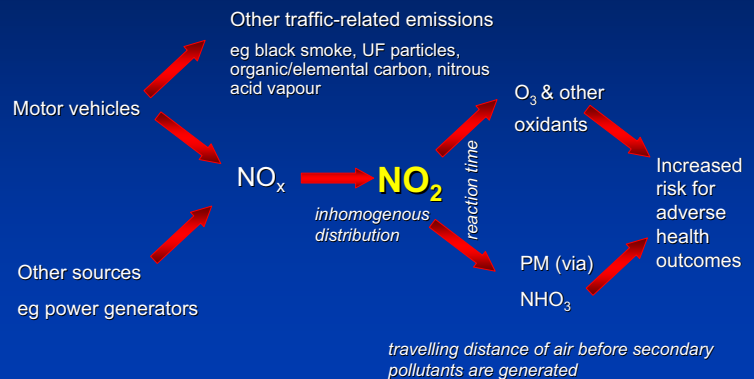 Other traffic-related emissions
eg black smoke, UF particles,
organic/elemental carbon, nitrous
acid vapour
Motor vehicles
O₃ & other
oxidants
NOₓ
NO₂
inhomogenous
distribution
reaction time
Increased
risk for
adverse
health
outcomes
Other sources
eg power generators
PM (via)
NHO₃
travelling distance of air before secondary
pollutants are generated